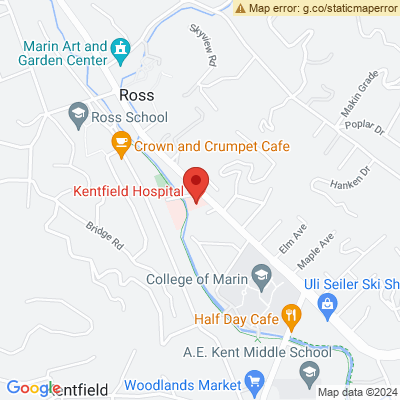 Map error: g.co/staticmaperror
Skyview Rd
Marin Art and
Garden Center
Makin Grade
Ross
Poplar Dr
Ross School
Crown and Crumpet Cafe
Hanken Dr
Kentfield Hospital
Bridge Rd
Elm Ave
Maple Ave
College of Marin
Uli Seiler Ski Sh
Half Day Cafe
A.E. Kent Middle School
Woodlands Market
Google
Kentfield
Map data ©2024